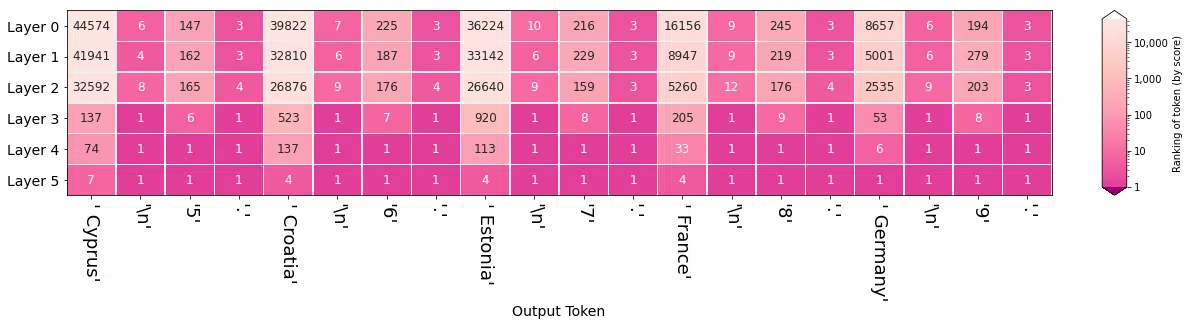 Layer 0 44574 6 147 3 39822 7 225 3 36224 10 216 3 16156 9 245 3 8657 6 194 3
Layer 1 41941 4 162 3 32810 6 187 3 33142 6 229 3 8947 9 219 3 5001 6 279 3
Layer 2 32592 8 165 4 26876 9 176 4 26640 9 159 3 5260 12 176 4 2535 9 203 3
Layer 3 137 1 6 1 523 1 7 1 920 1 8 1 205 1 9 1 53 1 8 1
Layer 4 74 1 1 1 137 1 1 1 113 1 1 1 33 1 1 1 6 1 1 1
Layer 5 7 1 1 1 4 1 1 1 4 1 1 1 4 1 1 1 1 1 1 1
' Cyprus' '\n' '5' '.' ' Croatia' '\n' '6' '.' ' Estonia' '\n' '7' '.' ' France' '\n' '8' '.' ' Germany' '\n' '9' '.'
Output Token
10,000
1,000
100
10
1
Ranking of token (by score)